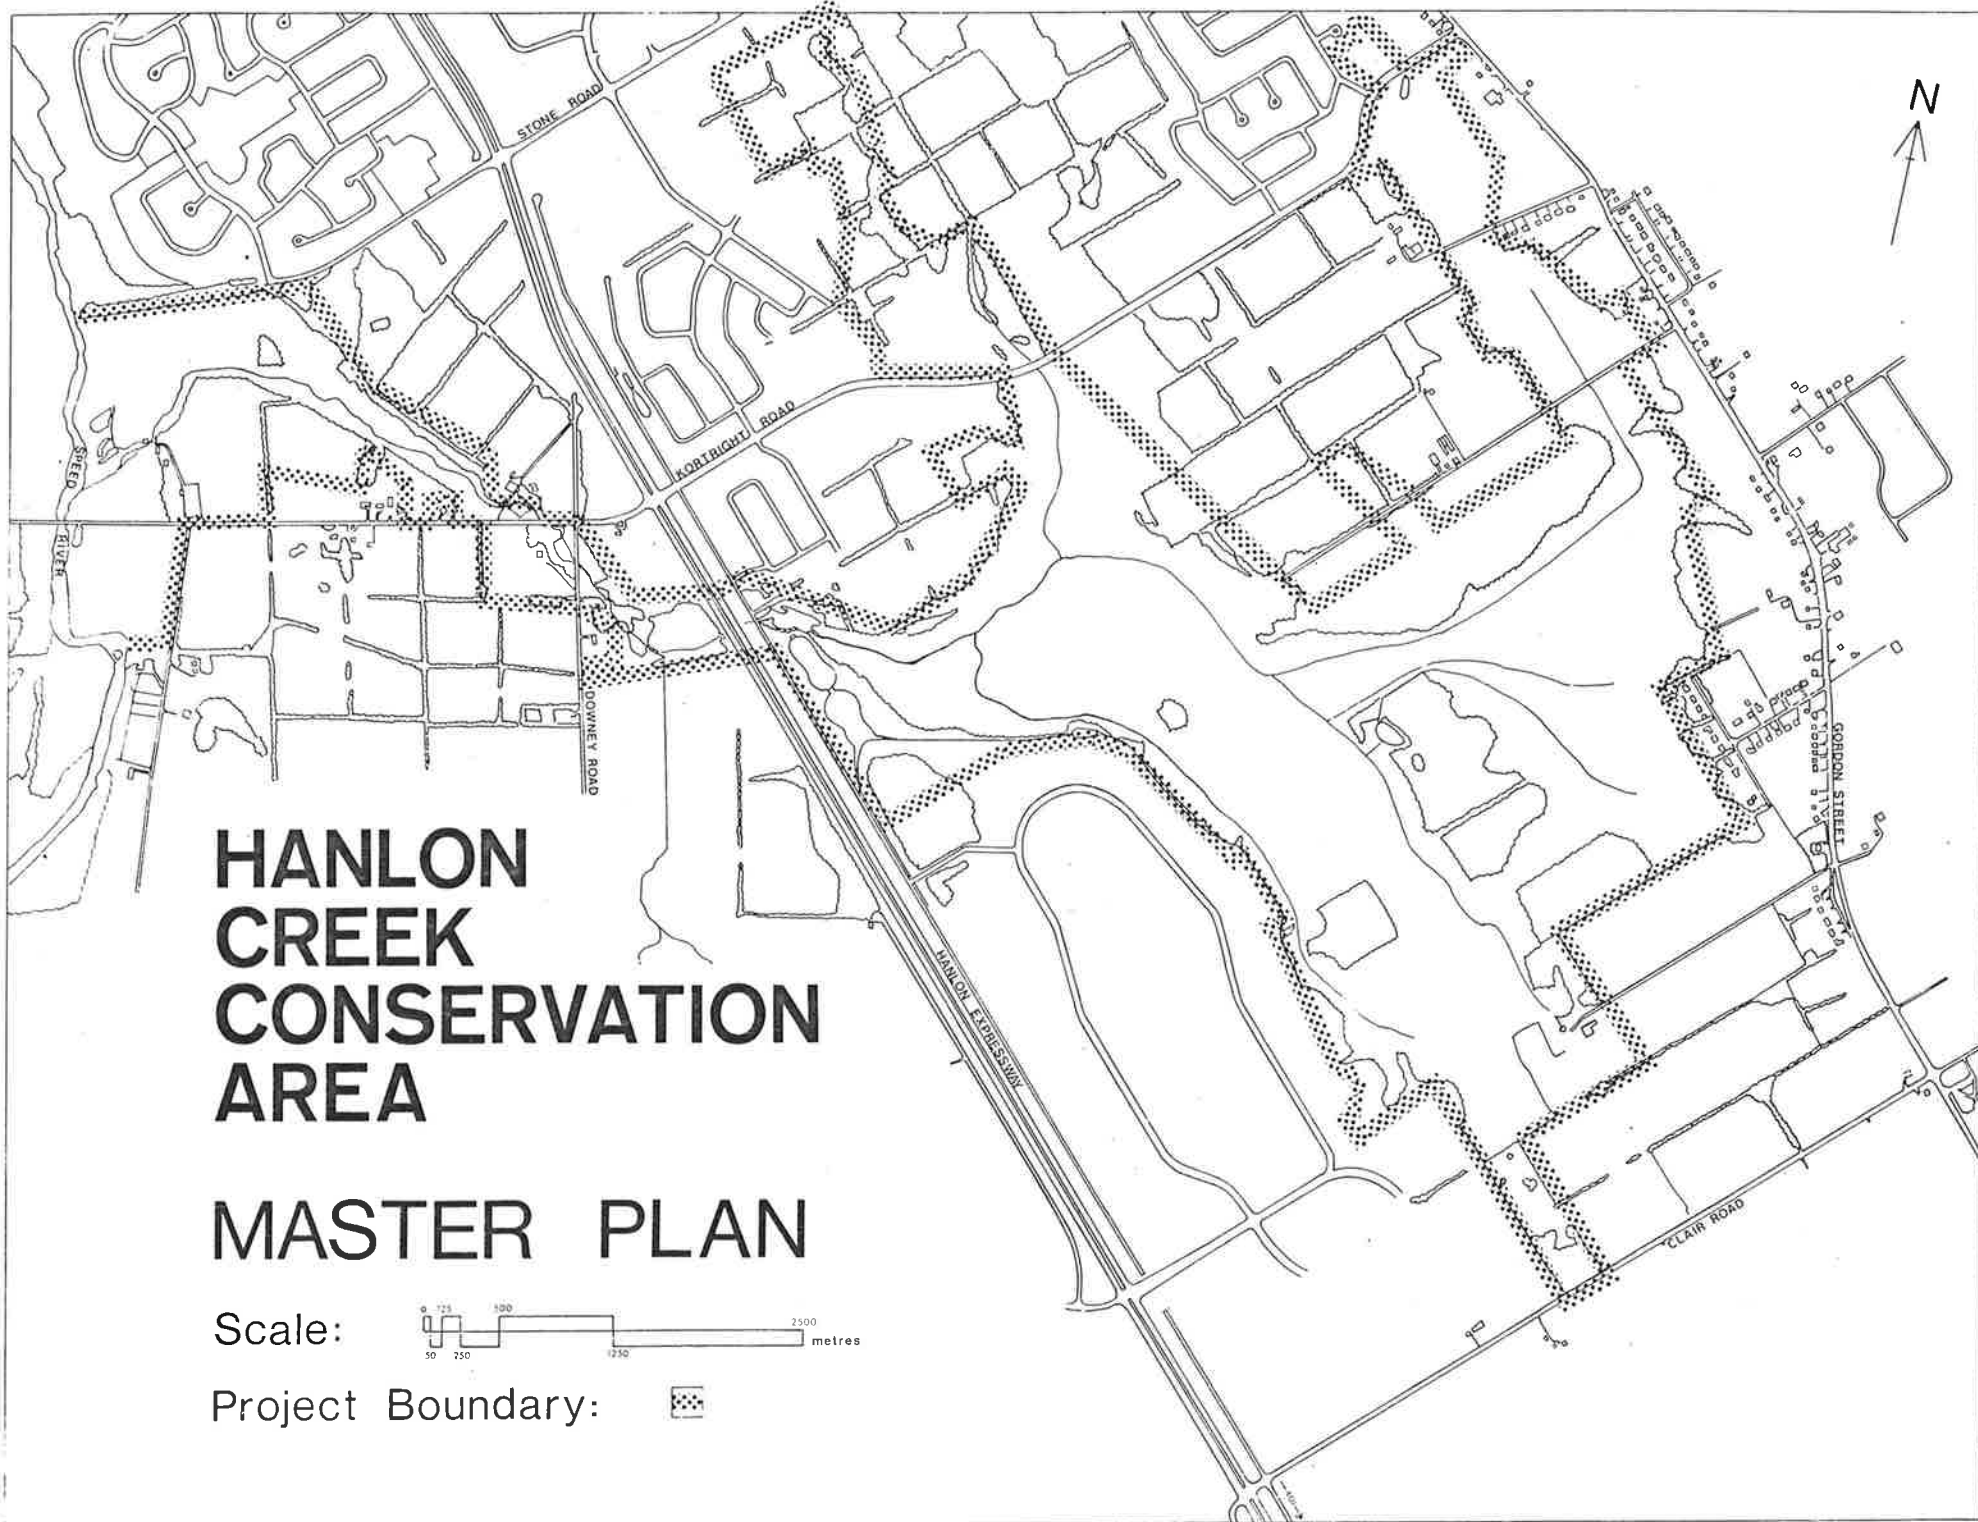 N
STONE ROAD
KORTRIGHT ROAD
SPEED
RIVER
DOWNEY ROAD
GORDON STREET
HANLON EXPRESSWAY
CLAIR ROAD
HANLON
CREEK
CONSERVATION
AREA
MASTER PLAN
Scale:
0 125 500 2500
metres
50 250 1250
Project Boundary:
401